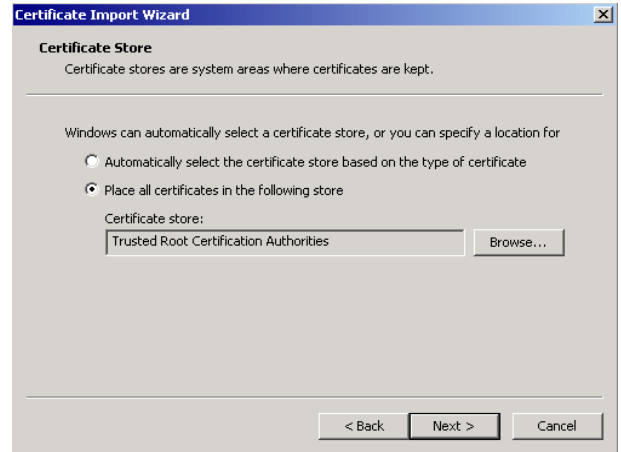 Certificate Import Wizard
Certificate Store
Certificate stores are system areas where certificates are kept.
Windows can automatically select a certificate store, or you can specify a location for
Automatically select the certificate store based on the type of certificate
Place all certificates in the following store
Certificate store:
Trusted Root Certification Authorities
Browse...
< Back
Next >
Cancel